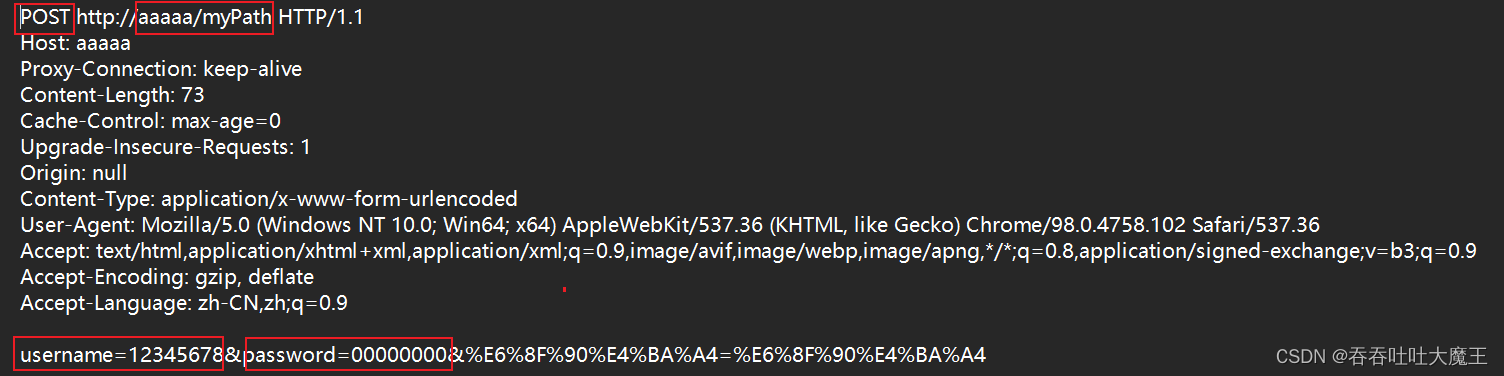 POST http://aaaaa/myPath HTTP/1.1
Host: aaaaa
Proxy-Connection: keep-alive
Content-Length: 73
Cache-Control: max-age=0
Upgrade-Insecure-Requests: 1
Origin: null
Content-Type: application/x-www-form-urlencoded
User-Agent: Mozilla/5.0 (Windows NT 10.0; Win64; x64) AppleWebKit/537.36 (KHTML, like Gecko) Chrome/98.0.4758.102 Safari/537.36
Accept: text/html,application/xhtml+xml,application/xml;q=0.9,image/avif,image/webp,image/apng,*/*;q=0.8,application/signed-exchange;v=b3;q=0.9
Accept-Encoding: gzip, deflate
Accept-Language: zh-CN,zh;q=0.9
username=12345678&password=00000000&%E6%8F%90%E4%BA%A4=%E6%8F%90%E4%BA%A4
CSDN @吞吞吐吐大魔王